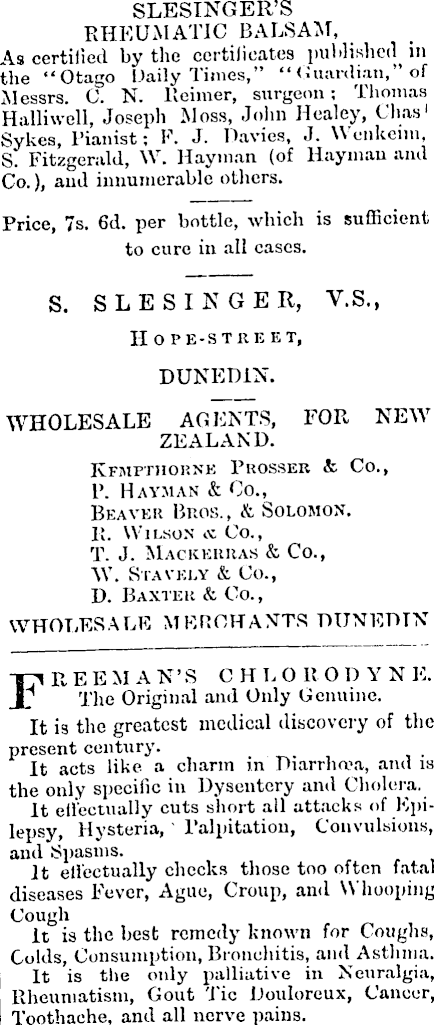 SLESINGER'S
RHEUMATIC BALSAM,
As certified by the certificates published in
the "Otago Daily Times," "Guardian," of
Messrs. C. N. Reimer, surgeon; Thomas
Halliwell, Joseph Moss, John Healey, Chas
Sykes, Pianist; F. J. Davies, J. Wenkeim,
S. Fitzgerald, W. Hayman (of Hayman and
Co.), and innumerable others.
Price, 7s. 6d. per bottle, which is sufficient
to cure in all cases.
S. SLESINGER, V.S.,
HOPE-STREET,
DUNEDIN.
WHOLESALE AGENTS, FOR NEW
ZEALAND.
KEMPTHORNE PROSSER & Co.,
P. HAYMAN & Co.,
BEAVER BROS., & SOLOMON.
R. WILSON & Co.,
T. J. MACKERRAS & Co.,
W. STAVELY & Co.,
D. BAXTER & Co.,
WHOLESALE MERCHANTS DUNEDIN
FREEMAN'S CHLORODYNE.
The Original and Only Genuine.
It is the greatest medical discovery of the
present century.
It acts like a charm in Diarrhœa, and is
the only specific in Dysentery and Cholera.
It effectually cuts short all attacks of Epi-
lepsy, Hysteria, Palpitation, Convulsions,
and Spasms.
It effectually checks those too often fatal
diseases Fever, Ague, Croup, and Whooping
Cough
It is the best remedy known for Coughs,
Colds, Consumption, Bronchitis, and Asthma.
It is the only palliative in Neuralgia,
Rheumatism, Gout Tic Douloreux, Cancer,
Toothache, and all nerve pains.